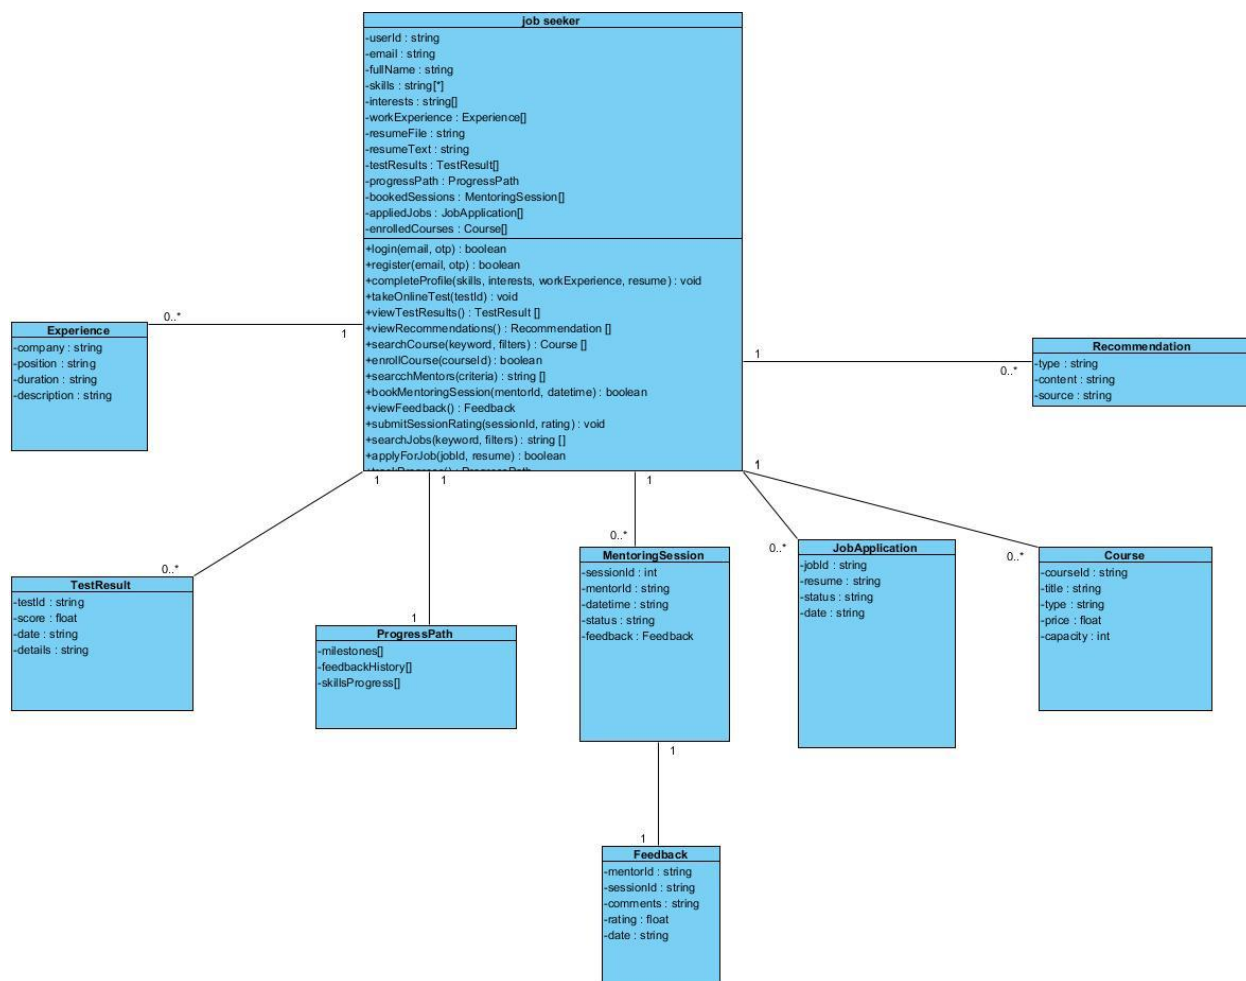 job seeker
-userId : string
-email : string
-fullName : string
-skills : string[*]
-interests : string[]
-workExperience : Experience[]
-resumeFile : string
-resumeText : string
-testResults : TestResult[]
-progressPath : ProgressPath
-bookedSessions : MentoringSession[]
-appliedJobs : JobApplication[]
-enrolledCourses : Course[]
+login(email, otp) : boolean
+register(email, otp) : boolean
+completeProfile(skills, interests, workExperience, resume) : void
+takeOnlineTest(testId) : void
+viewTestResults() : TestResult []
+viewRecommendations() : Recommendation []
+searchCourse(keyword, filters) : Course []
+enrollCourse(courseId) : boolean
+searcchMentors(criteria) : string []
+bookMentoringSession(mentorId, datetime) : boolean
+viewFeedback() : Feedback
+submitSessionRating(sessionId, rating) : void
+searchJobs(keyword, filters) : string []
+applyForJob(jobId, resume) : boolean
+trackProgress() : ProgressPath
0..*
1
Experience
-company : string
-position : string
-duration : string
-description : string
1
0..*
Recommendation
-type : string
-content : string
-source : string
1
0..*
TestResult
-testId : string
-score : float
-date : string
-details : string
1
1
ProgressPath
-milestones[]
-feedbackHistory[]
-skillsProgress[]
1
0..*
MentoringSession
-sessionId : int
-mentorId : string
-datetime : string
-status : string
-feedback : Feedback
1
0..*
JobApplication
-jobId : string
-resume : string
-status : string
-date : string
1
0..*
Course
-courseId : string
-title : string
-type : string
-price : float
-capacity : int
1
1
Feedback
-mentorId : string
-sessionId : string
-comments : string
-rating : float
-date : string